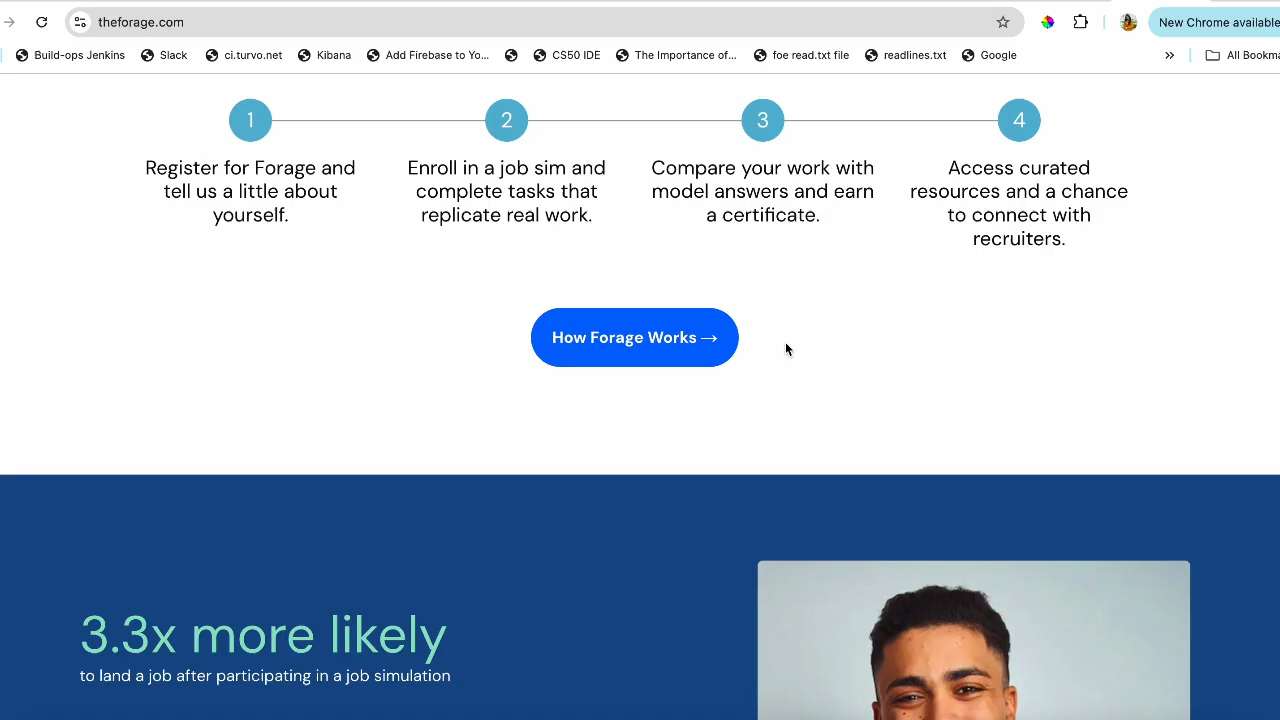 theforage.com
New Chrome available
Build-ops Jenkins
Slack
ci.turvo.net
Kibana
Add Firebase to Yo...
CS50 IDE
The Importance of...
foe read.txt file
readlines.txt
Google
»
All Bookma
1
2
3
4
Register for Forage and
tell us a little about
yourself.
Enroll in a job sim and
complete tasks that
replicate real work.
Compare your work with
model answers and earn
a certificate.
Access curated
resources and a chance
to connect with
recruiters.
How Forage Works →
3.3x more likely
to land a job after participating in a job simulation